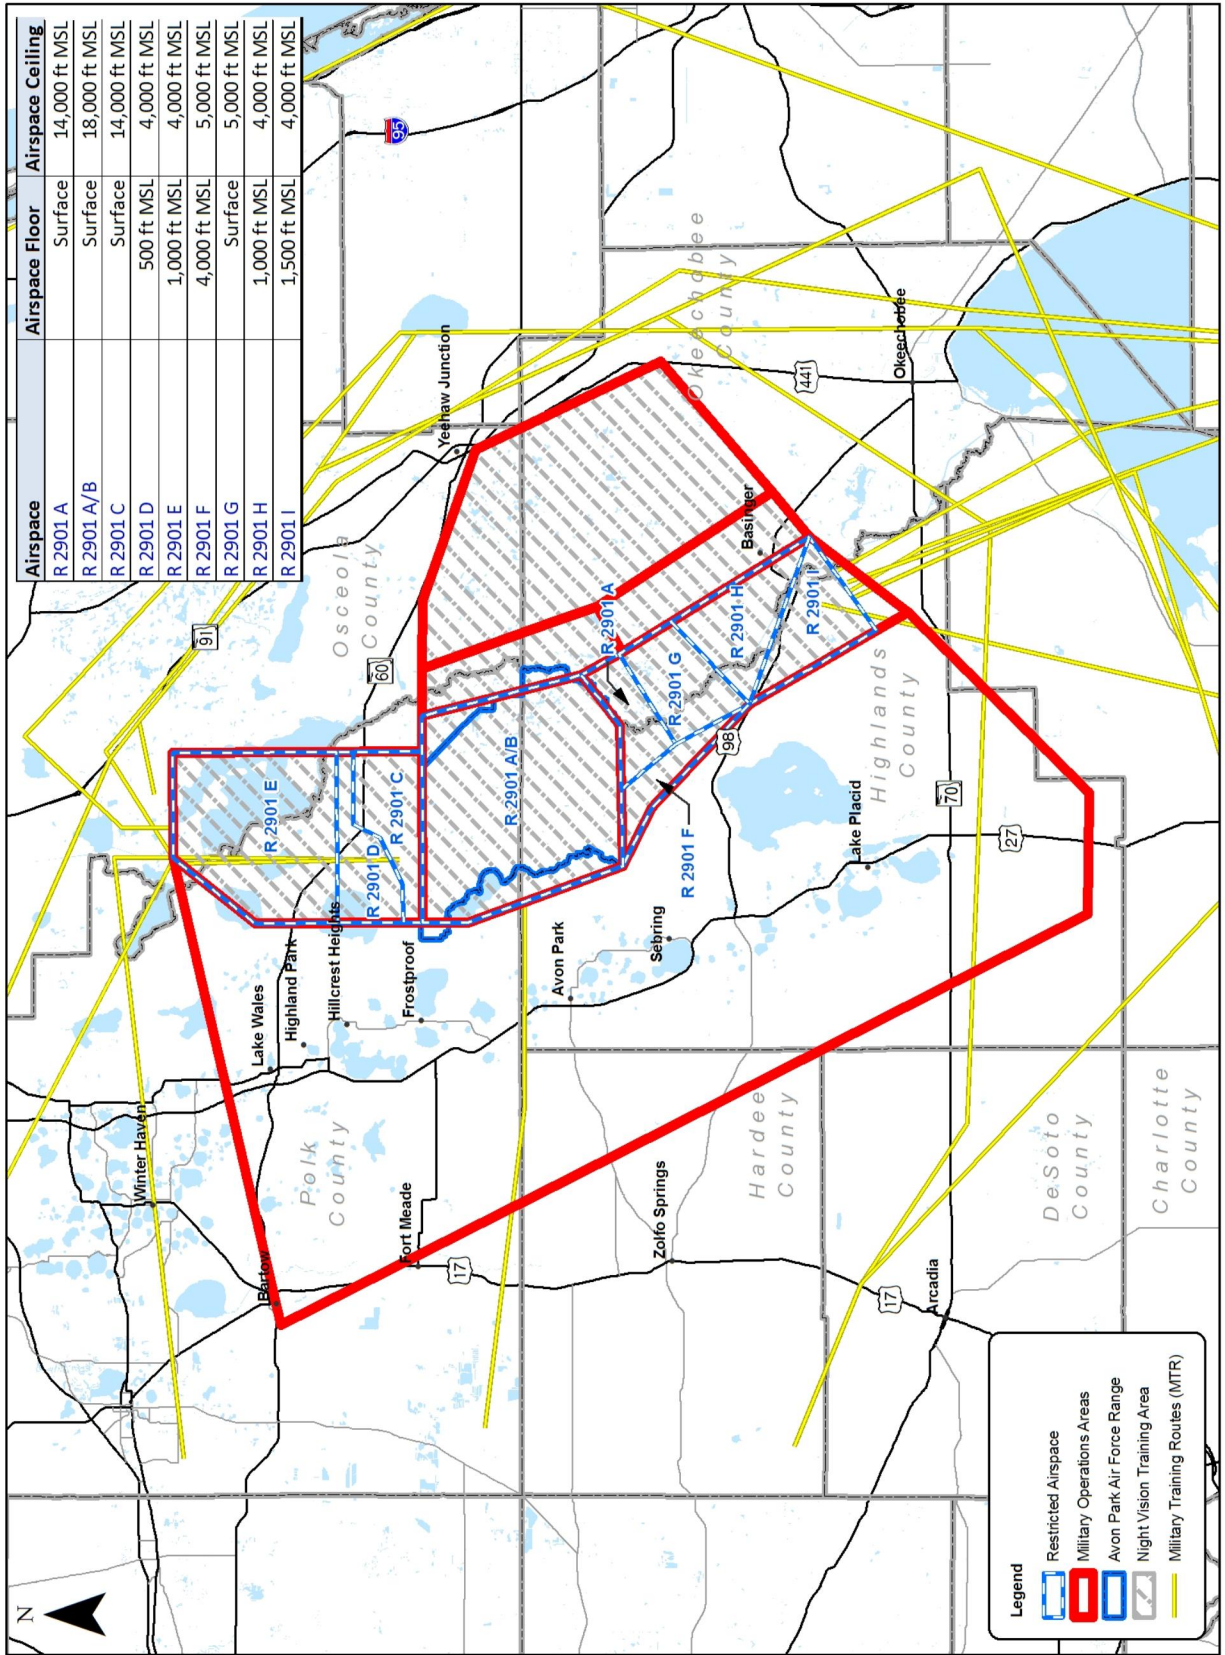 Airspace Airspace Floor Airspace Ceiling
R 2901 A Surface 14,000 ft MSL
R 2901 A/B Surface 18,000 ft MSL
R 2901 C Surface 14,000 ft MSL
R 2901 D 500 ft MSL 4,000 ft MSL
R 2901 E 1,000 ft MSL 4,000 ft MSL
R 2901 F 4,000 ft MSL 5,000 ft MSL
R 2901 G Surface 5,000 ft MSL
R 2901 H 1,000 ft MSL 4,000 ft MSL
R 2901 I 1,500 ft MSL 4,000 ft MSL
N
95
91
Winter Haven
Bartow
Lake Wales
Highland Park
Hillcrest Heights
Frostproof
Polk
County
Osceola
County
60
Yeehaw Junction
R 2901 E
R 2901 D
R 2901 C
R 2901 A/B
Fort Meade
17
Avon Park
Sebring
R 2901 A
R 2901 F
R 2901 G
R 2901 H
R 2901 I
Basinger
Okeechobee
County
441
Okeechobee
Zolfo Springs
Hardee
County
98
Highlands
County
Lake Placid
17
Arcadia
70
27
DeSoto
County
Charlotte
County
Legend
Restricted Airspace
Military Operations Areas
Avon Park Air Force Range
Night Vision Training Area
Military Training Routes (MTR)